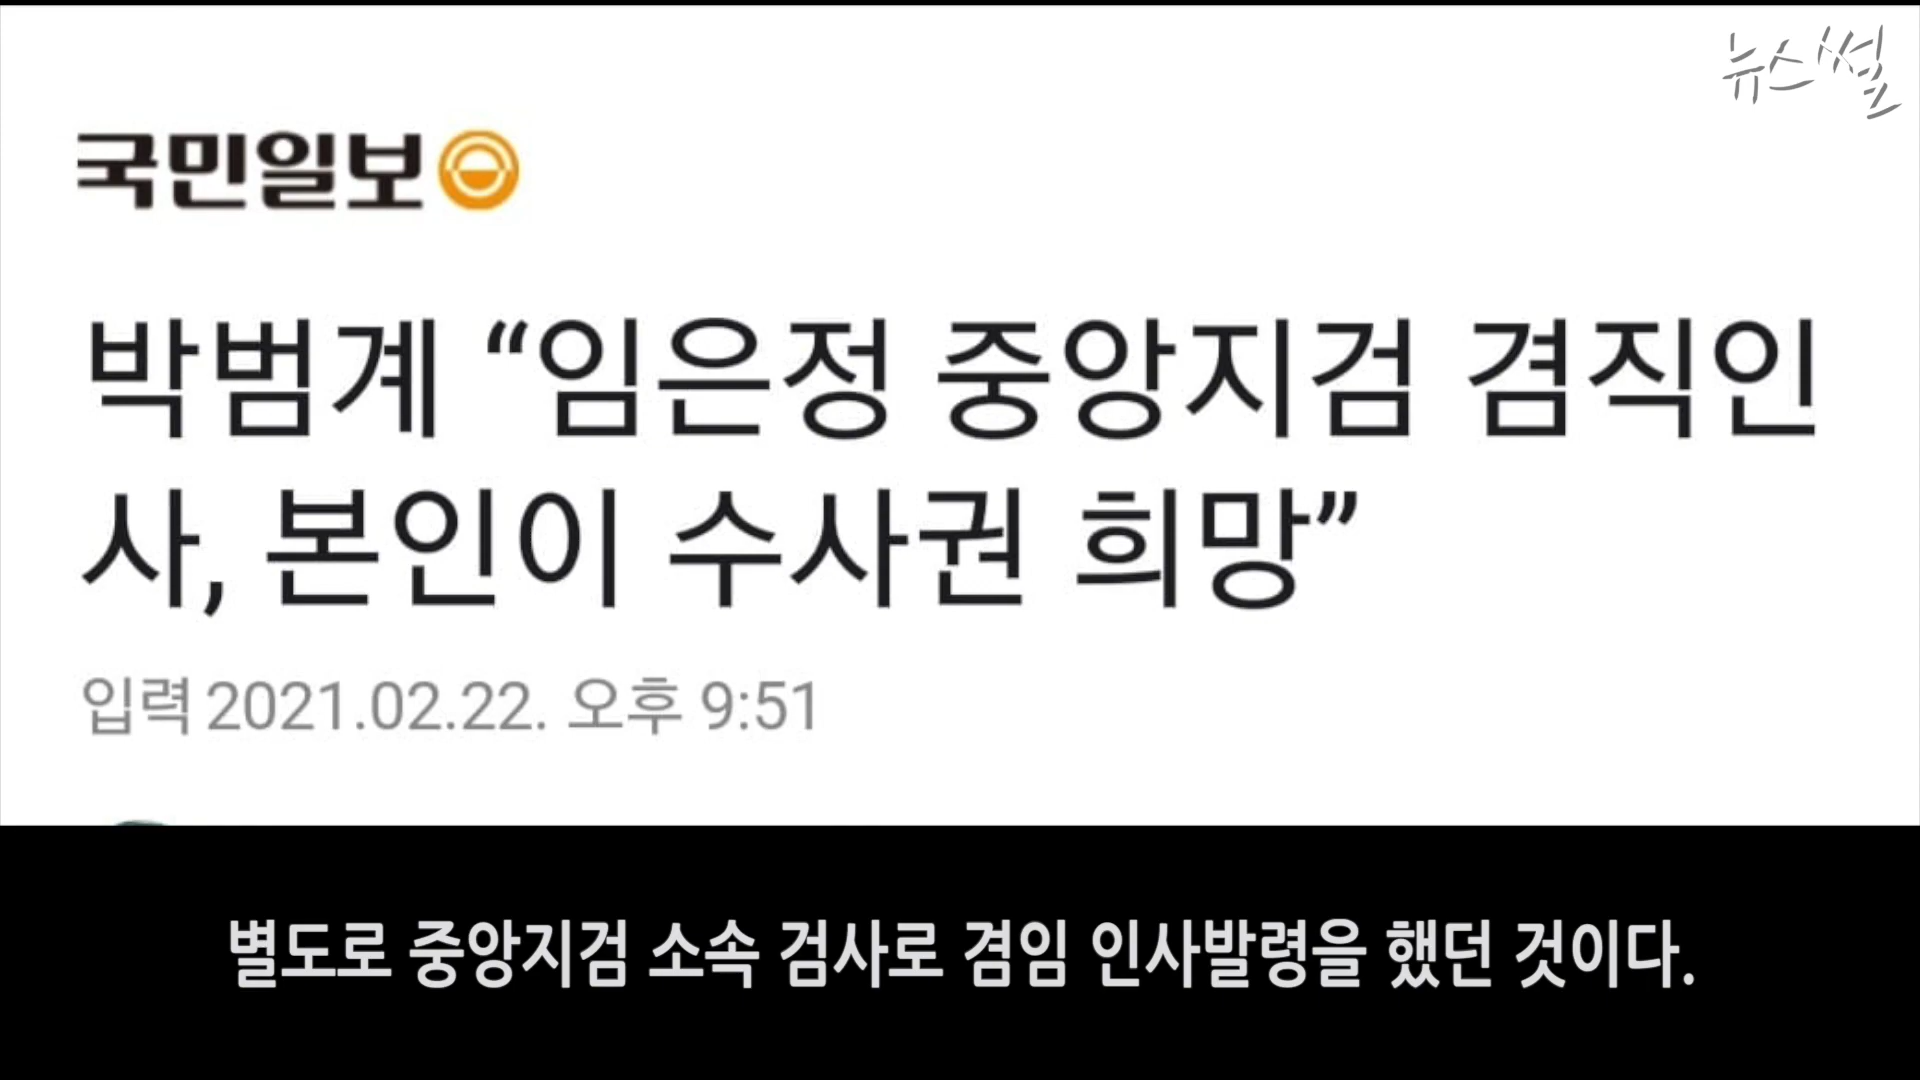 뉴스썰
국민일보
박범계 “임은정 중앙지검 겸직인
사, 본인이 수사권 희망”
입력 2021.02.22. 오후 9:51
별도로 중앙지검 소속 검사로 겸임 인사발령을 했던 것이다.